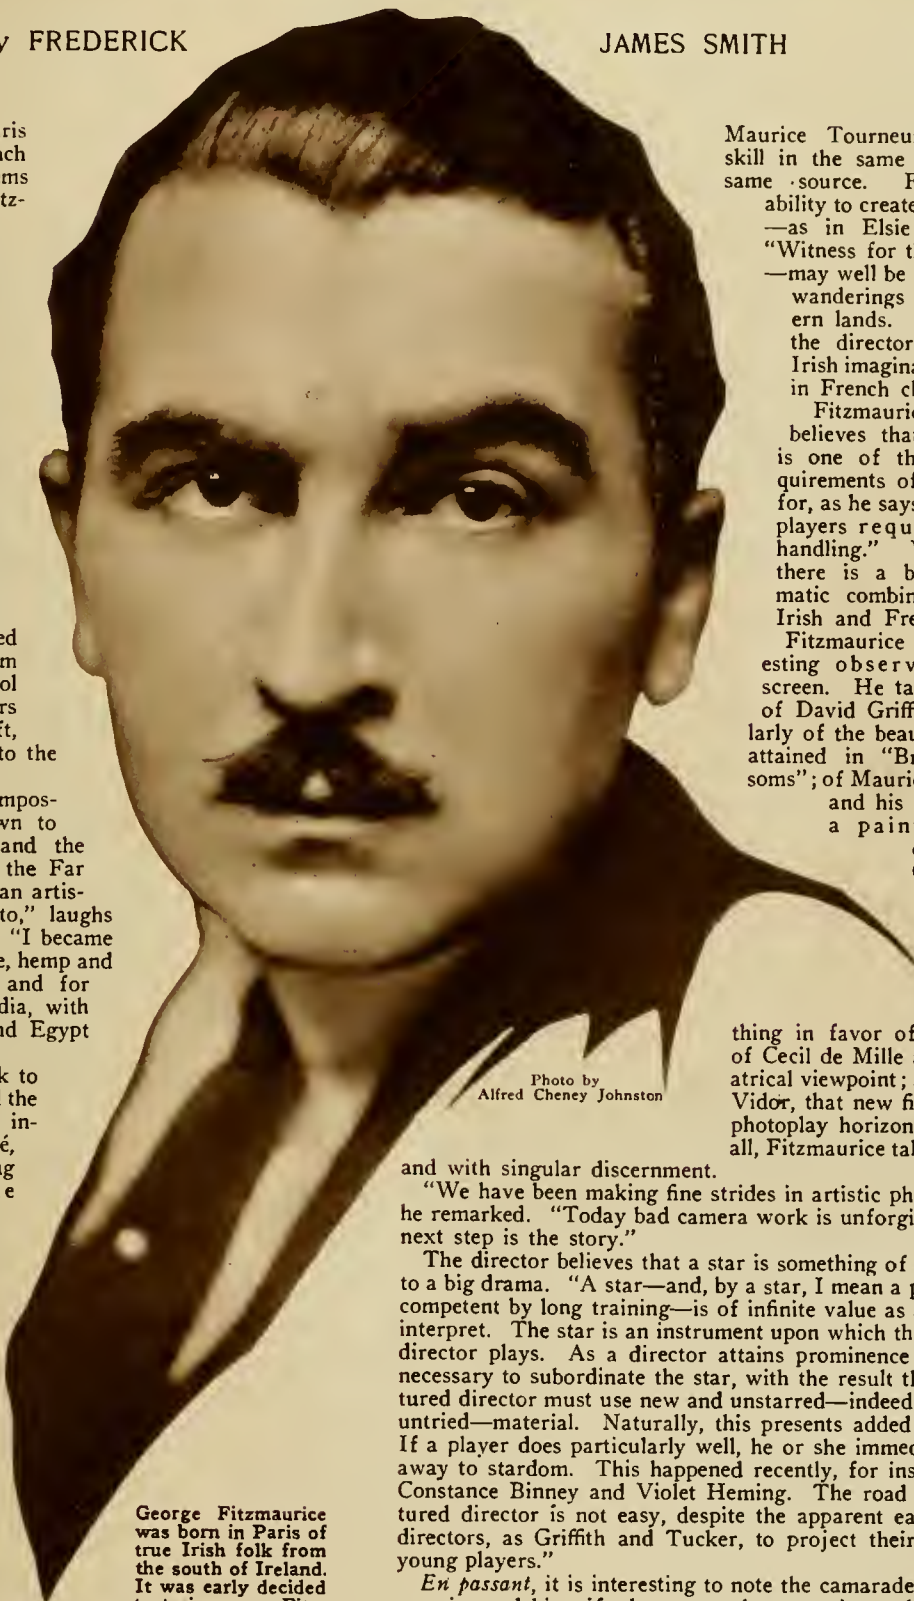 FREDERICK JAMES SMITH
ris
ach
ms
tz-
ed
m
ol
rs
ft,
to the
mpos-
wn to
and the
the Far
an artis-
to," laughs
"I became
e, hemp and
and for
dia, with
nd Egypt
k to
the
in-
é,
ug
e
George Fitzmaurice
was born in Paris of
true Irish folk from
the south of Ireland.
It was early decided
Photo by
Alfred Cheney Johnston
Maurice Tourneu
skill in the same
same source. F
ability to create
—as in Elsie
"Witness for t
—may well be
wanderings
ern lands.
the director
Irish imagina
in French cl
Fitzmauric
believes that
is one of th
quirements of
for, as he says
players requ
handling."
there is a b
matic combin
Irish and Fre
Fitzmaurice
esting observ
screen. He ta
of David Griff
larly of the beau
attained in "Br
soms"; of Mauric
and his
a pain
thing in favor of
of Cecil de Mille
atrical viewpoint;
Vidor, that new fi
photoplay horizon
all, Fitzmaurice tal
and with singular discernment.
"We have been making fine strides in artistic ph
he remarked. "Today bad camera work is unforgi
next step is the story."
The director believes that a star is something of
to a big drama. "A star—and, by a star, I mean a p
competent by long training—is of infinite value as
interpret. The star is an instrument upon which th
director plays. As a director attains prominence
necessary to subordinate the star, with the result th
tured director must use new and unstarred—indeed
untried—material. Naturally, this presents added
If a player does particularly well, he or she immed
away to stardom. This happened recently, for ins
Constance Binney and Violet Heming. The road
tured director is not easy, despite the apparent ea
directors, as Griffith and Tucker, to project their
young players."
En passant, it is interesting to note the camarade